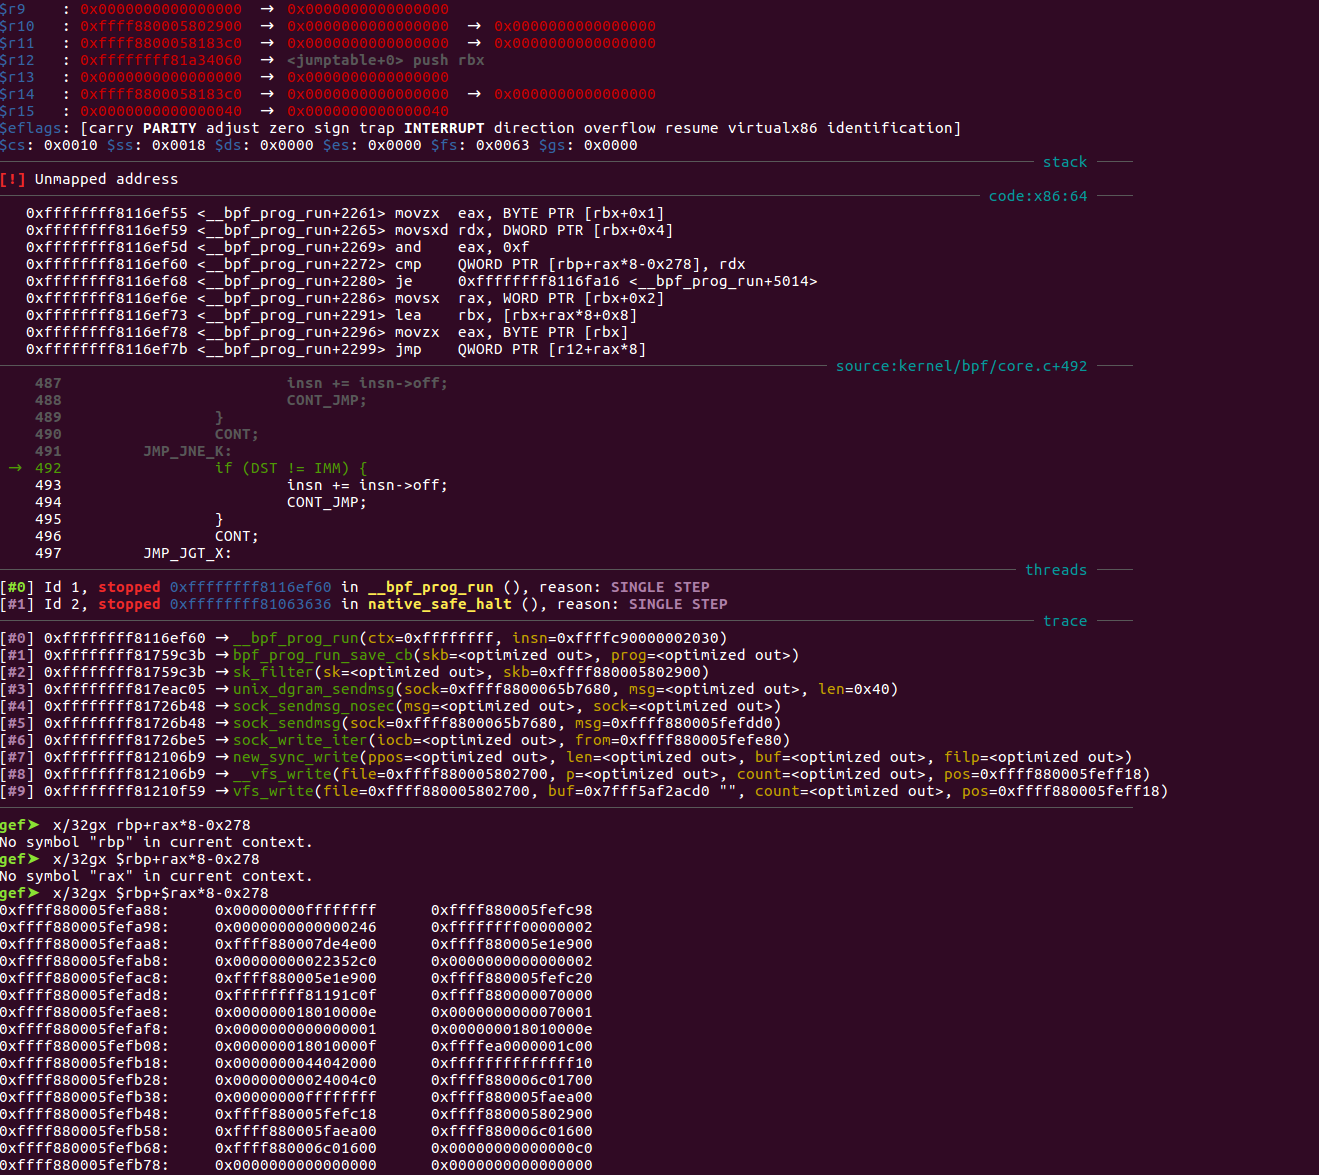 $r9   : 0x0000000000000000  →  0x0000000000000000
$r10  : 0xffff880005802900  →  0x0000000000000000  →  0x0000000000000000
$r11  : 0xffff8800058183c0  →  0x0000000000000000  →  0x0000000000000000
$r12  : 0xffffffff81a34060  →  <jumptable+0> push rbx
$r13  : 0x0000000000000000  →  0x0000000000000000
$r14  : 0xffff8800058183c0  →  0x0000000000000000  →  0x0000000000000000
$r15  : 0x0000000000000040  →  0x0000000000000040
$eflags: [carry PARITY adjust zero sign trap INTERRUPT direction overflow resume virtualx86 identification]
$cs: 0x0010 $ss: 0x0018 $ds: 0x0000 $es: 0x0000 $fs: 0x0063 $gs: 0x0000
stack
[!] Unmapped address
code:x86:64
0xffffffff8116ef55 <__bpf_prog_run+2261> movzx  eax, BYTE PTR [rbx+0x1]
0xffffffff8116ef59 <__bpf_prog_run+2265> movsxd rdx, DWORD PTR [rbx+0x4]
0xffffffff8116ef5d <__bpf_prog_run+2269> and    eax, 0xf
0xffffffff8116ef60 <__bpf_prog_run+2272> cmp    QWORD PTR [rbp+rax*8-0x278], rdx
0xffffffff8116ef68 <__bpf_prog_run+2280> je     0xffffffff8116fa16 <__bpf_prog_run+5014>
0xffffffff8116ef6e <__bpf_prog_run+2286> movsx  rax, WORD PTR [rbx+0x2]
0xffffffff8116ef73 <__bpf_prog_run+2291> lea    rbx, [rbx+rax*8+0x8]
0xffffffff8116ef78 <__bpf_prog_run+2296> movzx  eax, BYTE PTR [rbx]
0xffffffff8116ef7b <__bpf_prog_run+2299> jmp    QWORD PTR [r12+rax*8]
source:kernel/bpf/core.c+492
487                         insn += insn->off;
488                         CONT_JMP;
489                 }
490                 CONT;
491         JMP_JNE_K:
→ 492                 if (DST != IMM) {
493                         insn += insn->off;
494                         CONT_JMP;
495                 }
496                 CONT;
497         JMP_JGT_X:
threads
[#0] Id 1, stopped 0xffffffff8116ef60 in __bpf_prog_run (), reason: SINGLE STEP
[#1] Id 2, stopped 0xffffffff81063636 in native_safe_halt (), reason: SINGLE STEP
trace
[#0] 0xffffffff8116ef60 → __bpf_prog_run(ctx=0xffffffff, insn=0xffffc90000002030)
[#1] 0xffffffff81759c3b → bpf_prog_run_save_cb(skb=<optimized out>, prog=<optimized out>)
[#2] 0xffffffff81759c3b → sk_filter(sk=<optimized out>, skb=0xffff880005802900)
[#3] 0xffffffff817eac05 → unix_dgram_sendmsg(sock=0xffff8800065b7680, msg=<optimized out>, len=0x40)
[#4] 0xffffffff81726b48 → sock_sendmsg_nosec(msg=<optimized out>, sock=<optimized out>)
[#5] 0xffffffff81726b48 → sock_sendmsg(sock=0xffff8800065b7680, msg=0xffff880005fefdd0)
[#6] 0xffffffff81726be5 → sock_write_iter(iocb=<optimized out>, from=0xffff880005fefe80)
[#7] 0xffffffff812106b9 → new_sync_write(ppos=<optimized out>, len=<optimized out>, buf=<optimized out>, filp=<optimized out>)
[#8] 0xffffffff812106b9 → __vfs_write(file=0xffff880005802700, p=<optimized out>, count=<optimized out>, pos=0xffff880005feff18)
[#9] 0xffffffff81210f59 → vfs_write(file=0xffff880005802700, buf=0x7fff5af2acd0 "", count=<optimized out>, pos=0xffff880005feff18)
gef➤  x/32gx rbp+rax*8-0x278
No symbol "rbp" in current context.
gef➤  x/32gx $rbp+rax*8-0x278
No symbol "rax" in current context.
gef➤  x/32gx $rbp+$rax*8-0x278
0xffff880005fefa88:     0x00000000ffffffff      0xffff880005fefc98
0xffff880005fefa98:     0x0000000000000246      0xffffffff00000002
0xffff880005fefaa8:     0xffff880007de4e00      0xffff880005e1e900
0xffff880005fefab8:     0x00000000022352c0      0x0000000000000002
0xffff880005fefac8:     0xffff880005e1e900      0xffff880005fefc20
0xffff880005fefad8:     0xffffffff81191c0f      0xffff880000070000
0xffff880005fefae8:     0x000000018010000e      0x0000000000070001
0xffff880005fefaf8:     0x0000000000000001      0x000000018010000e
0xffff880005fefb08:     0x000000018010000f      0xffffea0000001c00
0xffff880005fefb18:     0x0000000044042000      0xffffffffffffff10
0xffff880005fefb28:     0x00000000024004c0      0xffff880006c01700
0xffff880005fefb38:     0x00000000ffffffff      0xffff880005faea00
0xffff880005fefb48:     0xffff880005fefc18      0xffff880005802900
0xffff880005fefb58:     0xffff880005faea00      0xffff880006c01600
0xffff880005fefb68:     0xffff880006c01600      0x00000000000000c0
0xffff880005fefb78:     0x0000000000000000      0x0000000000000000